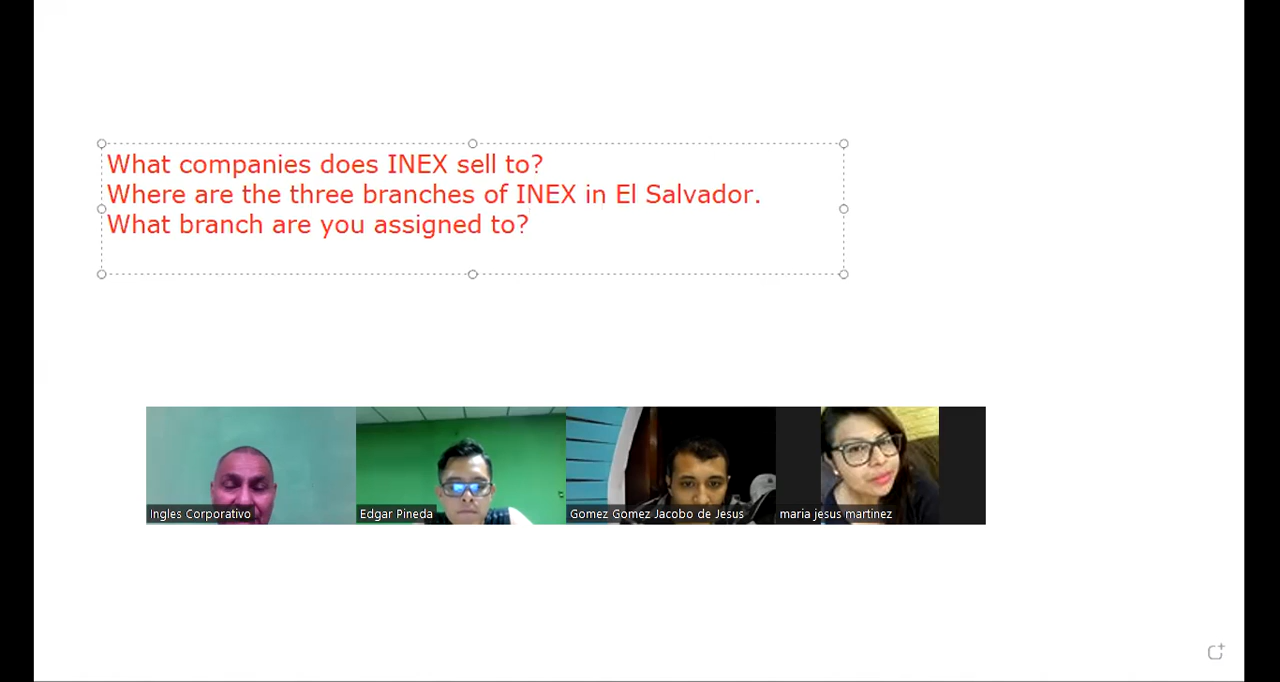 What companies does INEX sell to?
Where are the three branches of INEX in El Salvador.
What branch are you assigned to?
Ingles Corporativo
Edgar Pineda
Gomez Gomez Jacobo de Jesus
maria jesus martinez